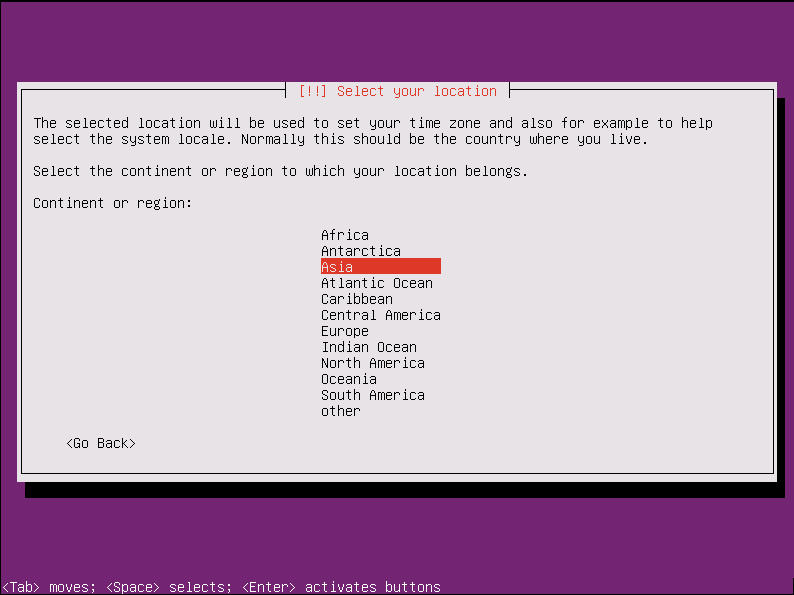 [!!] Select your location
The selected location will be used to set your time zone and also for example to help
select the system locale. Normally this should be the country where you live.
Select the continent or region to which your location belongs.
Continent or region:
Africa
Antarctica
Asia
Atlantic Ocean
Caribbean
Central America
Europe
Indian Ocean
North America
Oceania
South America
other
<Go Back>
<Tab> moves; <Space> selects; <Enter> activates buttons